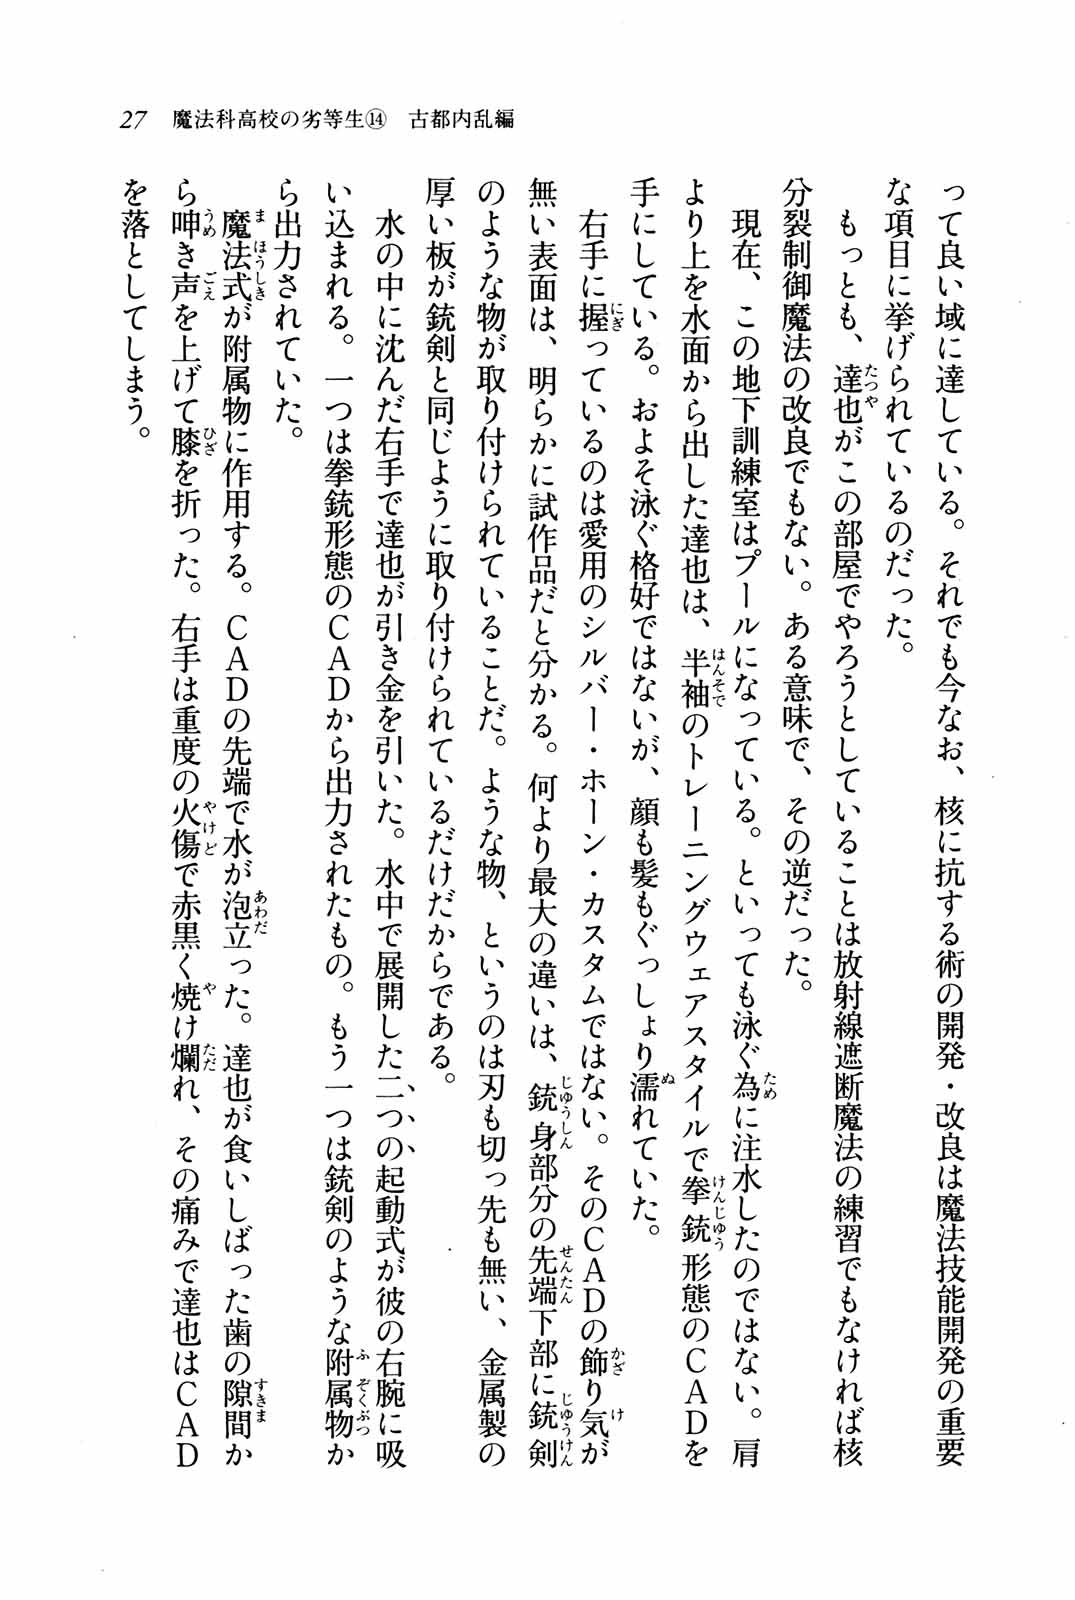 27　魔法科高校の劣等生⑭　古都内乱編
って良い域に達している。それでも今なお、核に抗する術の開発・改良は魔法技能開発の重要
な項目に挙げられているのだった。
もっとも、達也がこの部屋でやろうとしていることは放射線遮断魔法の練習でもなければ核
分裂制御魔法の改良でもない。ある意味で、その逆だった。
現在、この地下訓練室はプールになっている。といっても泳ぐ為に注水したのではない。肩
より上を水面から出した達也は、半袖のトレーニングウェアスタイルで拳銃形態のCADを
手にしている。およそ泳ぐ格好ではないが、顔も髪もぐっしょり濡れていた。
右手に握っているのは愛用のシルバー・ホーン・カスタムではない。そのCADの飾り気が
無い表面は、明らかに試作品だと分かる。何より最大の違いは、銃身部分の先端下部に銃剣
のような物が取り付けられていることだ。ような物、というのは刃も切っ先も無い、金属製の
厚い板が銃剣と同じように取り付けられているだけだからである。
水の中に沈んだ右手で達也が引き金を引いた。水中で展開した二つの起動式が彼の右腕に吸
い込まれる。一つは拳銃形態のCADから出力されたもの。もう一つは銃剣のような附属物か
ら出力されていた。
魔法式が附属物に作用する。CADの先端で水が泡立った。達也が食いしばった歯の隙間か
ら呻き声を上げて膝を折った。右手は重度の火傷で赤黒く焼け爛れ、その痛みで達也はCAD
を落としてしまう。